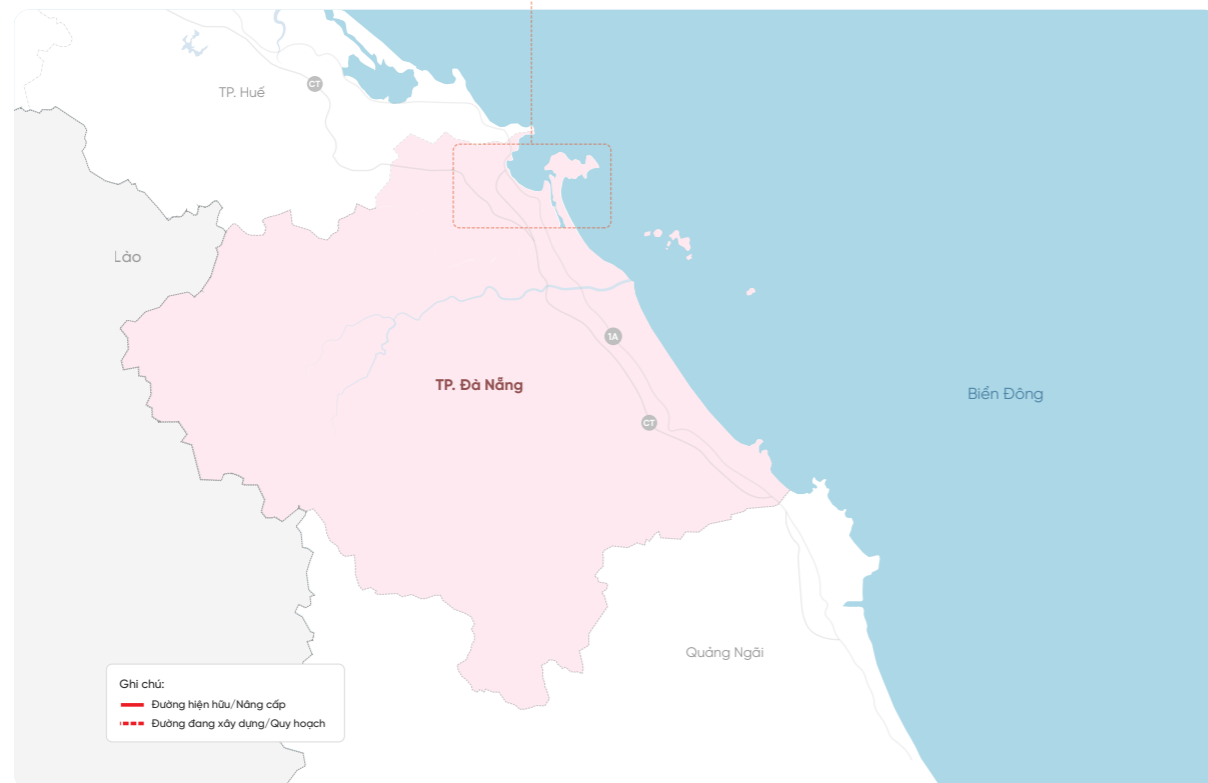 TP. Huế
CT
Lào
1A
TP. Đà Nẵng
Biển Đông
CT
Quảng Ngãi
Ghi chú:
Đường hiện hữu/Nâng cấp
Đường đang xây dựng/Quy hoạch